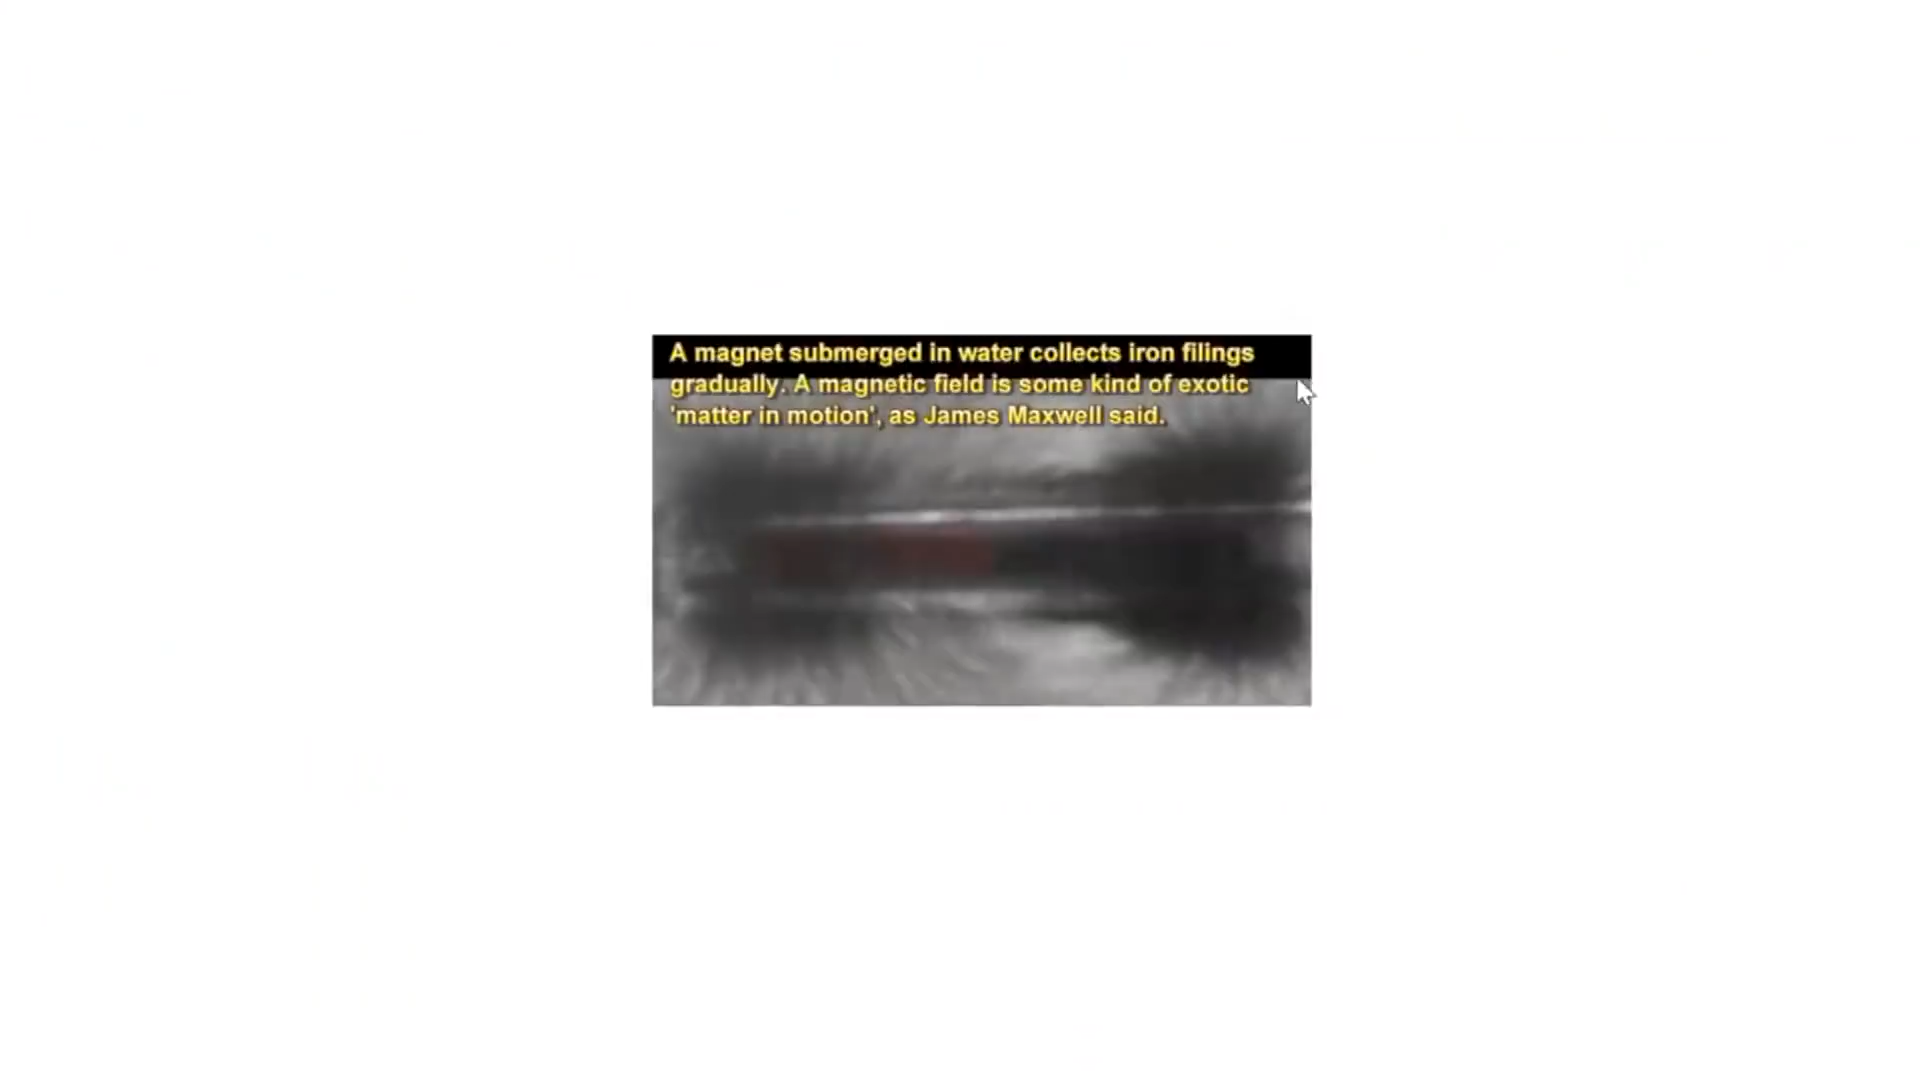 A magnet submerged in water collects iron filings
gradually. A magnetic field is some kind of exotic
'matter in motion', as James Maxwell said.